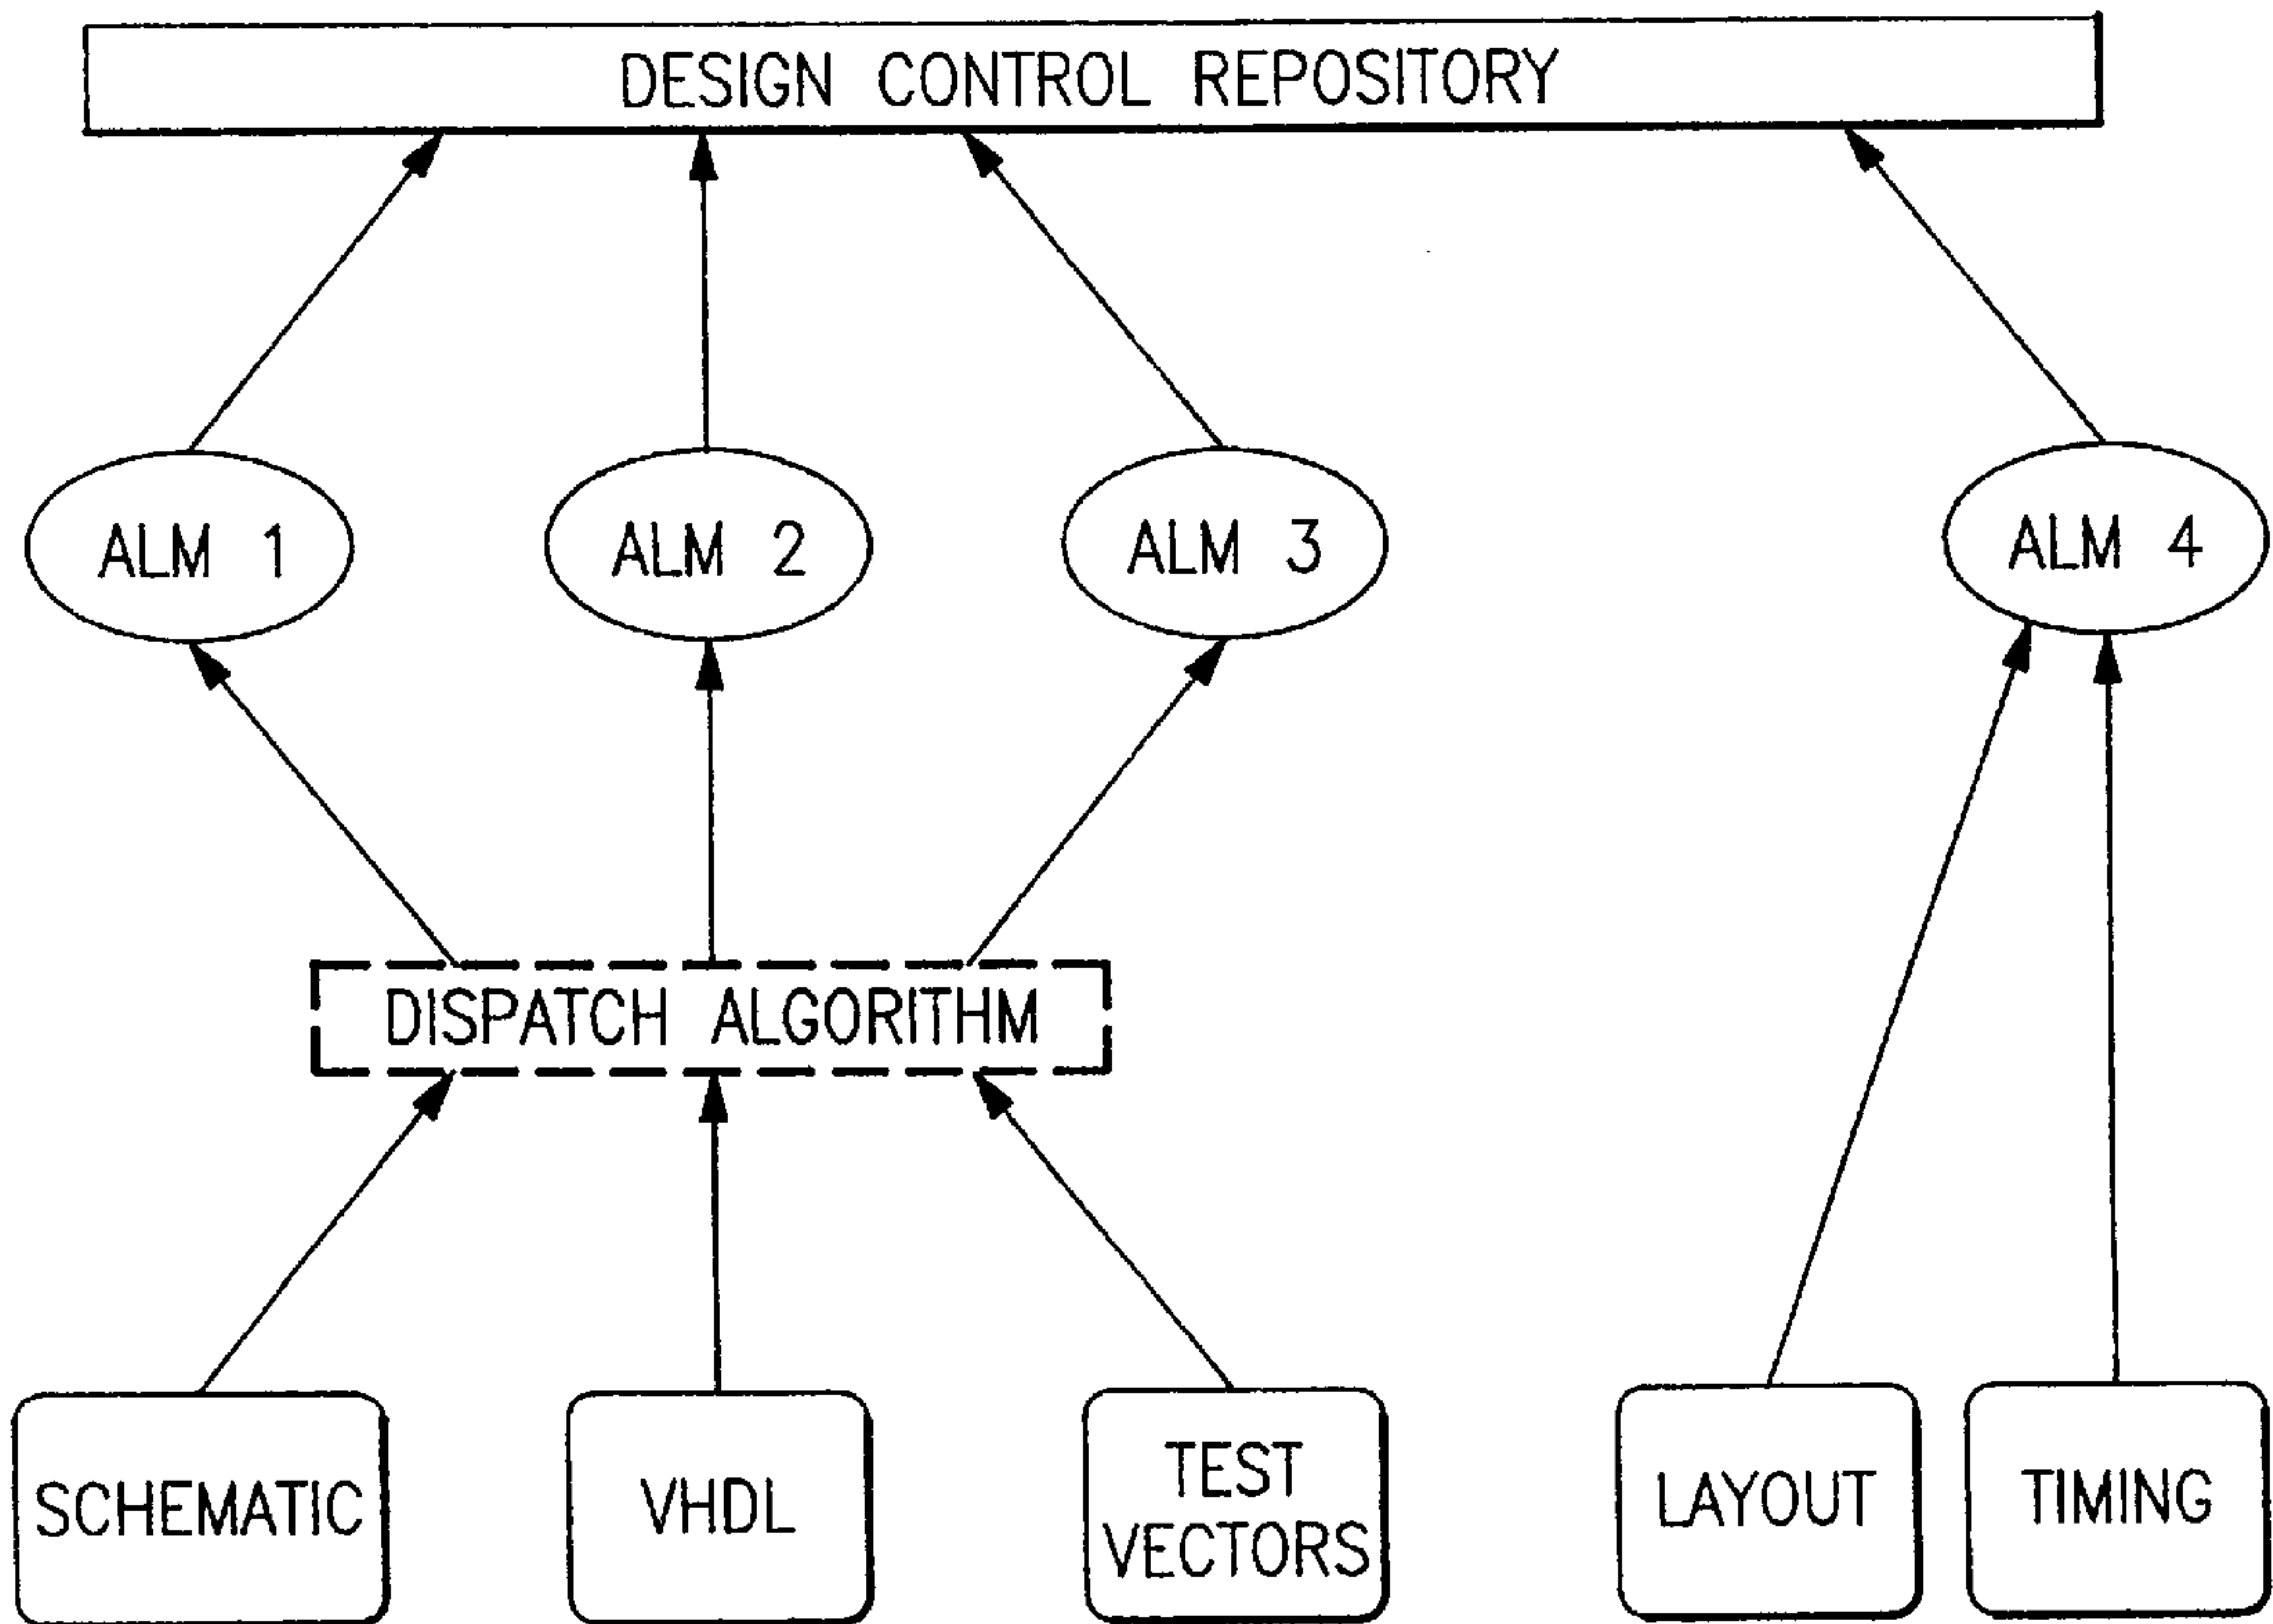 DESIGN CONTROL REPOSITORY
ALM 1
ALM 2
ALM 3
ALM 4
DISPATCH ALGORITHM
SCHEMATIC
VHDL
TEST
VECTORS
LAYOUT
TIMING